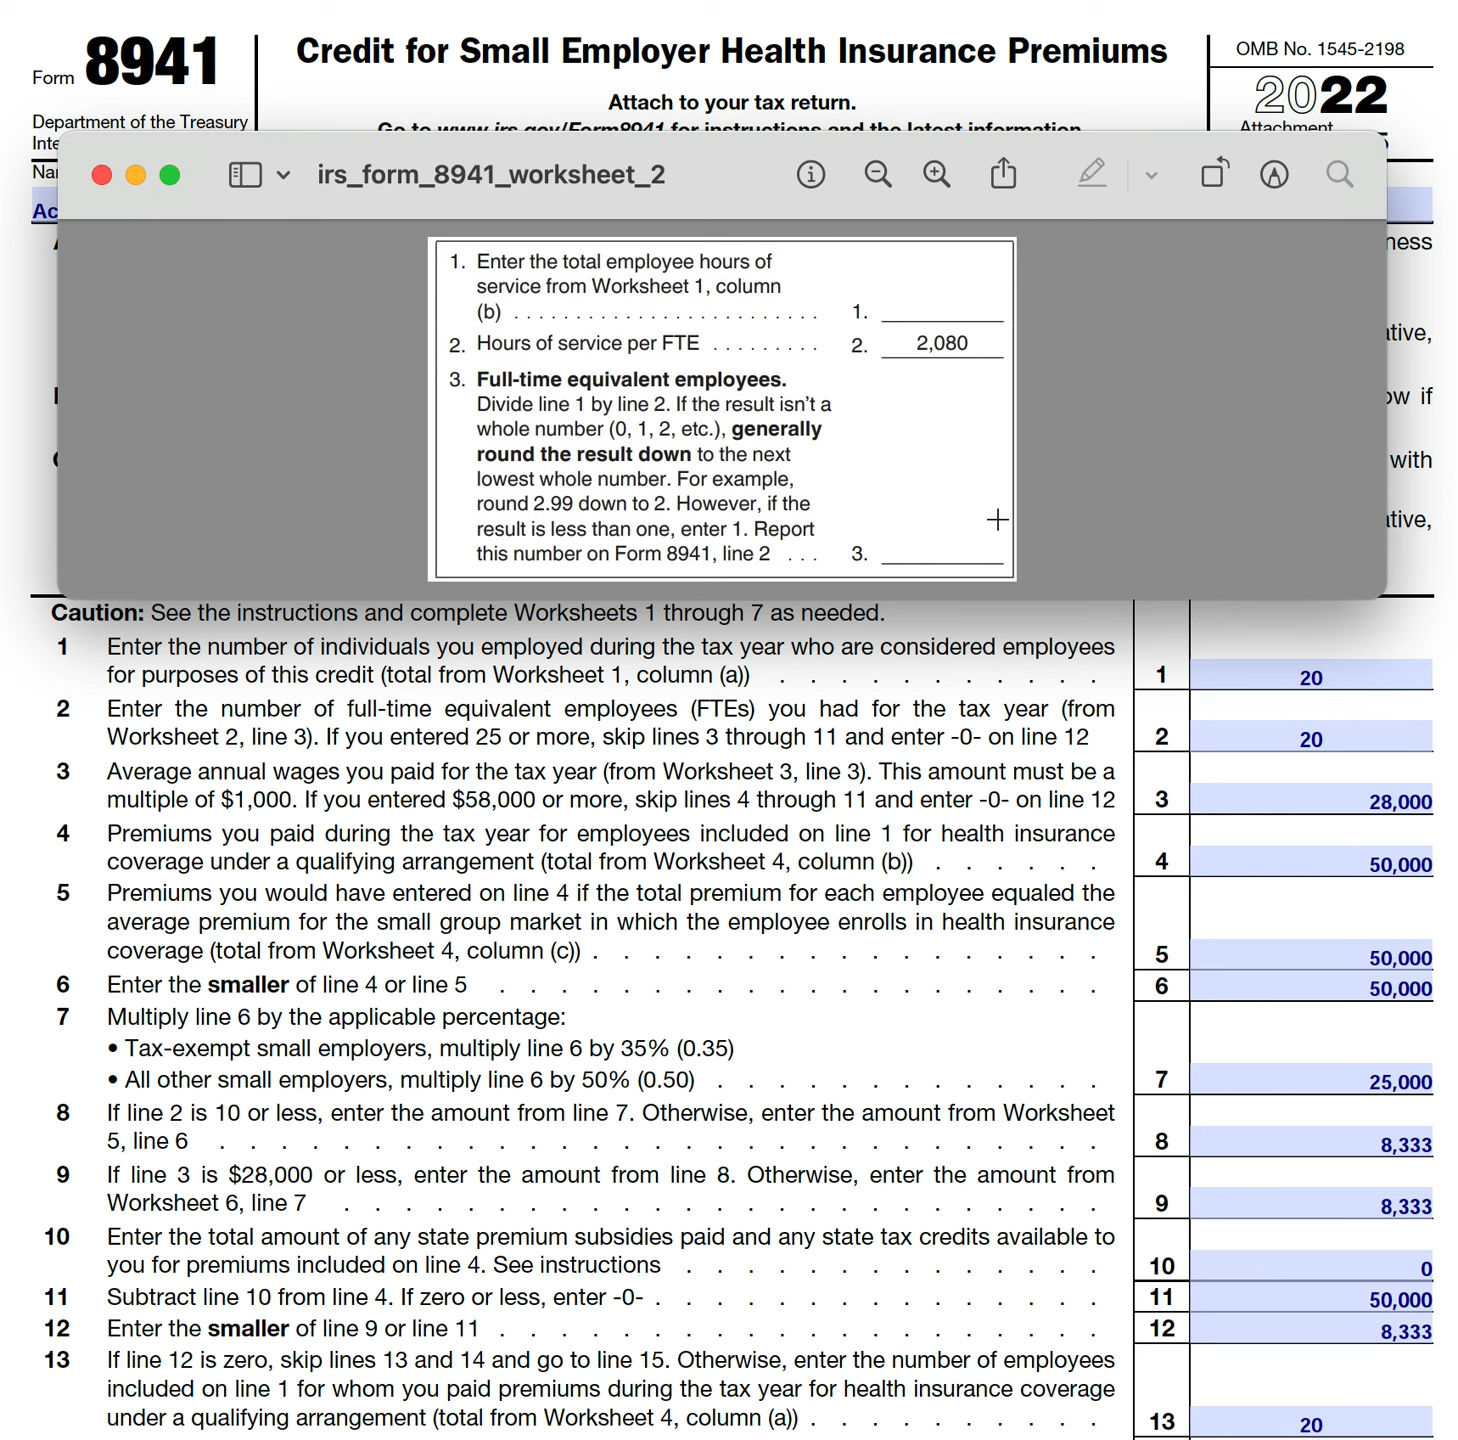 Form 8941
Credit for Small Employer Health Insurance Premiums
OMB No. 1545-2198
2022
Attach to your tax return.
Department of the Treasury
Go to www.irs.gov/Form8941 for instructions and the latest information.
Attachment
irs_form_8941_worksheet_2
1. Enter the total employee hours of
service from Worksheet 1, column
(b) . . . . . . . . . . . . . . . . . . . . . . . . . 1.
2. Hours of service per FTE . . . . . . . . . 2. 2,080
3. Full-time equivalent employees.
Divide line 1 by line 2. If the result isn’t a
whole number (0, 1, 2, etc.), generally
round the result down to the next
lowest whole number. For example,
round 2.99 down to 2. However, if the
result is less than one, enter 1. Report
this number on Form 8941, line 2 . . . 3.
with
Caution: See the instructions and complete Worksheets 1 through 7 as needed.
1 Enter the number of individuals you employed during the tax year who are considered employees
for purposes of this credit (total from Worksheet 1, column (a)) . . . . . . . . . . . 1 20
2 Enter the number of full-time equivalent employees (FTEs) you had for the tax year (from
Worksheet 2, line 3). If you entered 25 or more, skip lines 3 through 11 and enter -0- on line 12 2 20
3 Average annual wages you paid for the tax year (from Worksheet 3, line 3). This amount must be a
multiple of $1,000. If you entered $58,000 or more, skip lines 4 through 11 and enter -0- on line 12 3 28,000
4 Premiums you paid during the tax year for employees included on line 1 for health insurance
coverage under a qualifying arrangement (total from Worksheet 4, column (b)) . . . . . . 4 50,000
5 Premiums you would have entered on line 4 if the total premium for each employee equaled the
average premium for the small group market in which the employee enrolls in health insurance
coverage (total from Worksheet 4, column (c)) . . . . . . . . . . . . . . . . . 5 50,000
6 Enter the smaller of line 4 or line 5 . . . . . . . . . . . . . . . . . . . . 6 50,000
7 Multiply line 6 by the applicable percentage:
• Tax-exempt small employers, multiply line 6 by 35% (0.35)
• All other small employers, multiply line 6 by 50% (0.50) . . . . . . . . . . . . . 7 25,000
8 If line 2 is 10 or less, enter the amount from line 7. Otherwise, enter the amount from Worksheet
5, line 6 . . . . . . . . . . . . . . . . . . . . . . . . . . . . . 8 8,333
9 If line 3 is $28,000 or less, enter the amount from line 8. Otherwise, enter the amount from
Worksheet 6, line 7 . . . . . . . . . . . . . . . . . . . . . . . . . 9 8,333
10 Enter the total amount of any state premium subsidies paid and any state tax credits available to
you for premiums included on line 4. See instructions . . . . . . . . . . . . . . 10 0
11 Subtract line 10 from line 4. If zero or less, enter -0- . . . . . . . . . . . . . . . 11 50,000
12 Enter the smaller of line 9 or line 11 . . . . . . . . . . . . . . . . . . . . 12 8,333
13 If line 12 is zero, skip lines 13 and 14 and go to line 15. Otherwise, enter the number of employees
included on line 1 for whom you paid premiums during the tax year for health insurance coverage
under a qualifying arrangement (total from Worksheet 4, column (a)) . . . . . . . . . . 13 20